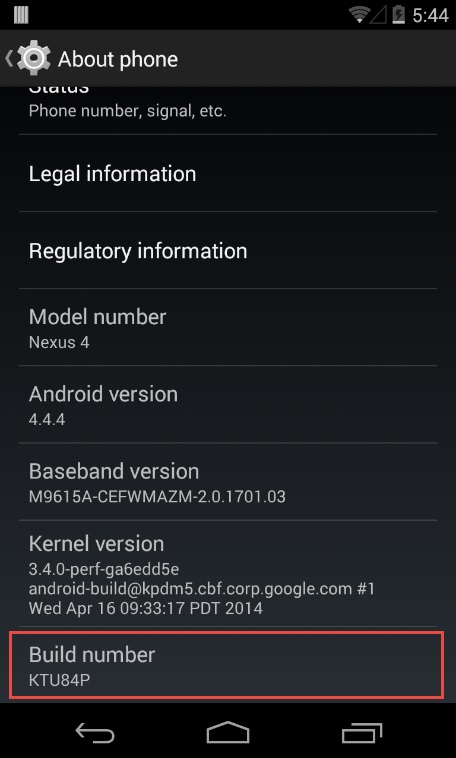 5:44
About phone
Status
Phone number, signal, etc.
Legal information
Regulatory information
Model number
Nexus 4
Android version
4.4.4
Baseband version
M9615A-CEFWMAZM-2.0.1701.03
Kernel version
3.4.0-perf-ga6edd5e
android-build@kpdm5.cbf.corp.google.com #1
Wed Apr 16 09:33:17 PDT 2014
Build number
KTU84P